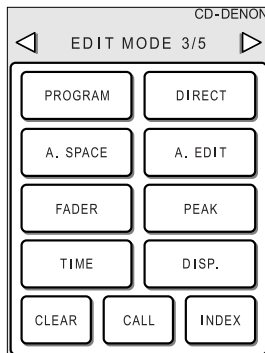 CD-DENON
EDIT MODE 3/5
PROGRAM DIRECT
A. SPACE A. EDIT
FADER PEAK
TIME DISP.
CLEAR CALL INDEX